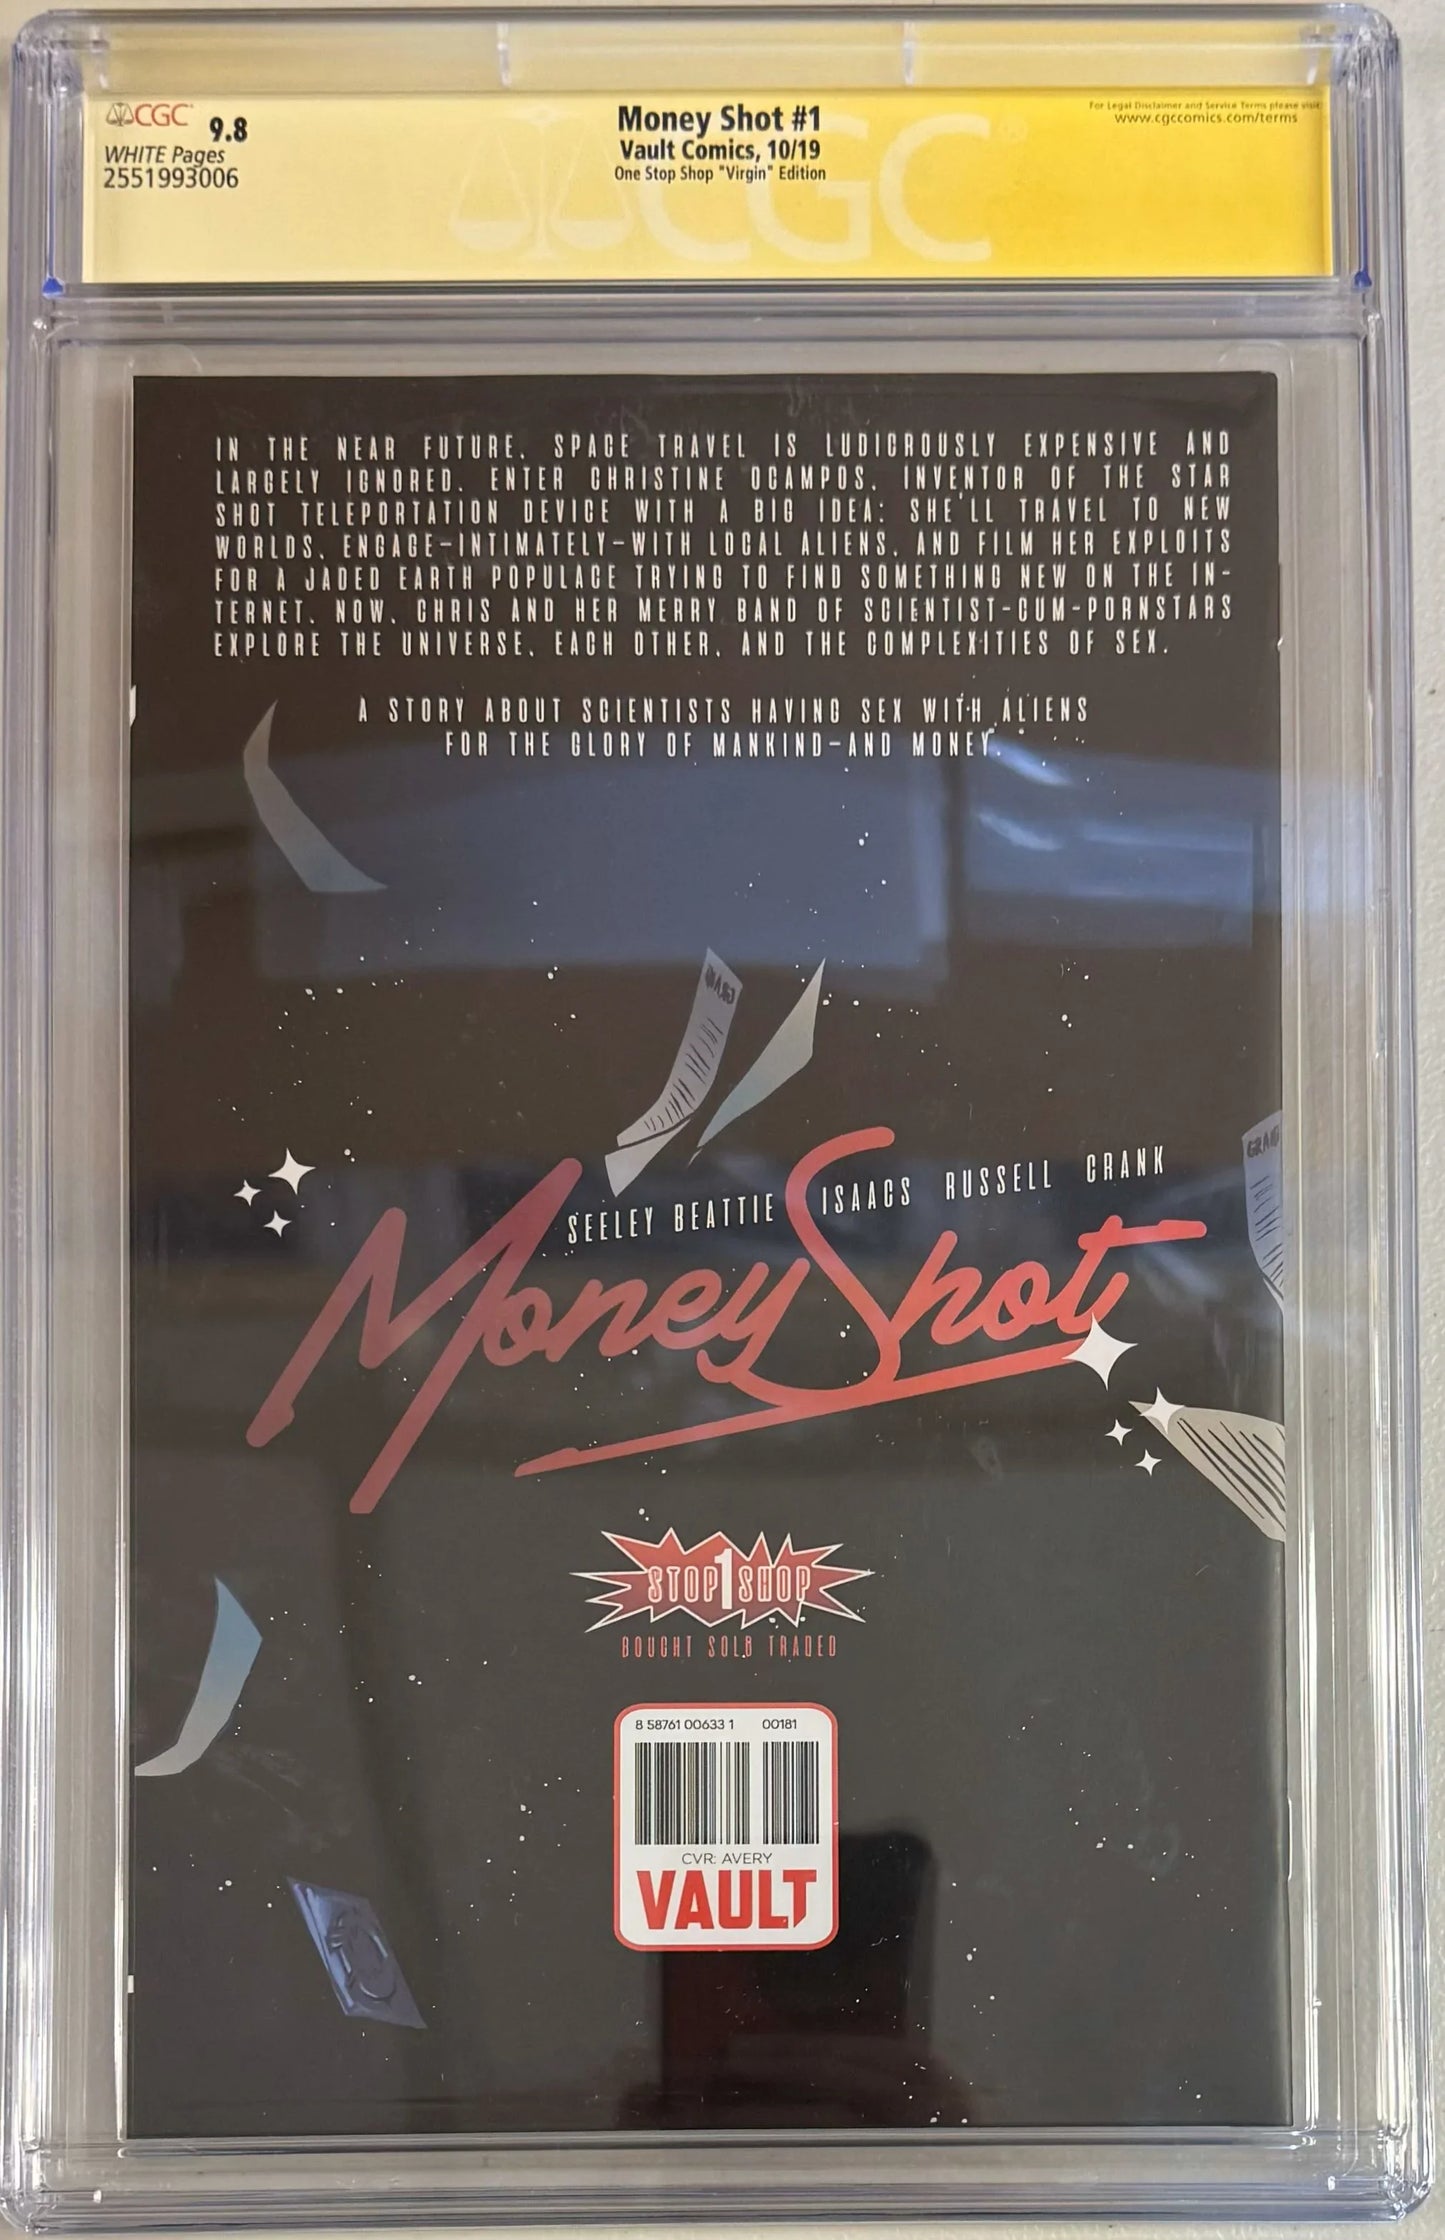 CGC 9.8
WHITE Pages
2551993006
Money Shot #1
Vault Comics, 10/19
One Stop Shop "Virgin" Edition
For Legal Disclaimer and Service Terms please visit
www.cgccomics.com/terms
CGC
IN THE NEAR FUTURE, SPACE TRAVEL IS LUDICROUSLY EXPENSIVE AND
LARGELY IGNORED. ENTER CHRISTINE OCAMPOS, INVENTOR OF THE STAR
SHOT TELEPORTATION DEVICE WITH A BIG IDEA: SHE'LL TRAVEL TO NEW
WORLDS, ENGAGE-INTIMATELY-WITH LOCAL ALIENS, AND FILM HER EXPLOITS
FOR A JADED EARTH POPULACE TRYING TO FIND SOMETHING NEW ON THE IN-
TERNET. NOW, CHRIS AND HER MERRY BAND OF SCIENTIST-CUM-PORNSTARS
EXPLORE THE UNIVERSE, EACH OTHER, AND THE COMPLEXITIES OF SEX.
A STORY ABOUT SCIENTISTS HAVING SEX WITH ALIENS
FOR THE GLORY OF MANKIND-AND MONEY.
SEELEY BEATTIE ISAACS RUSSELL CRANK
Money Shot
STOP 1 SHOP
BOUGHT SOLD TRADED
8 58761 00633 1 00181
CVR: AVERY
VAULT